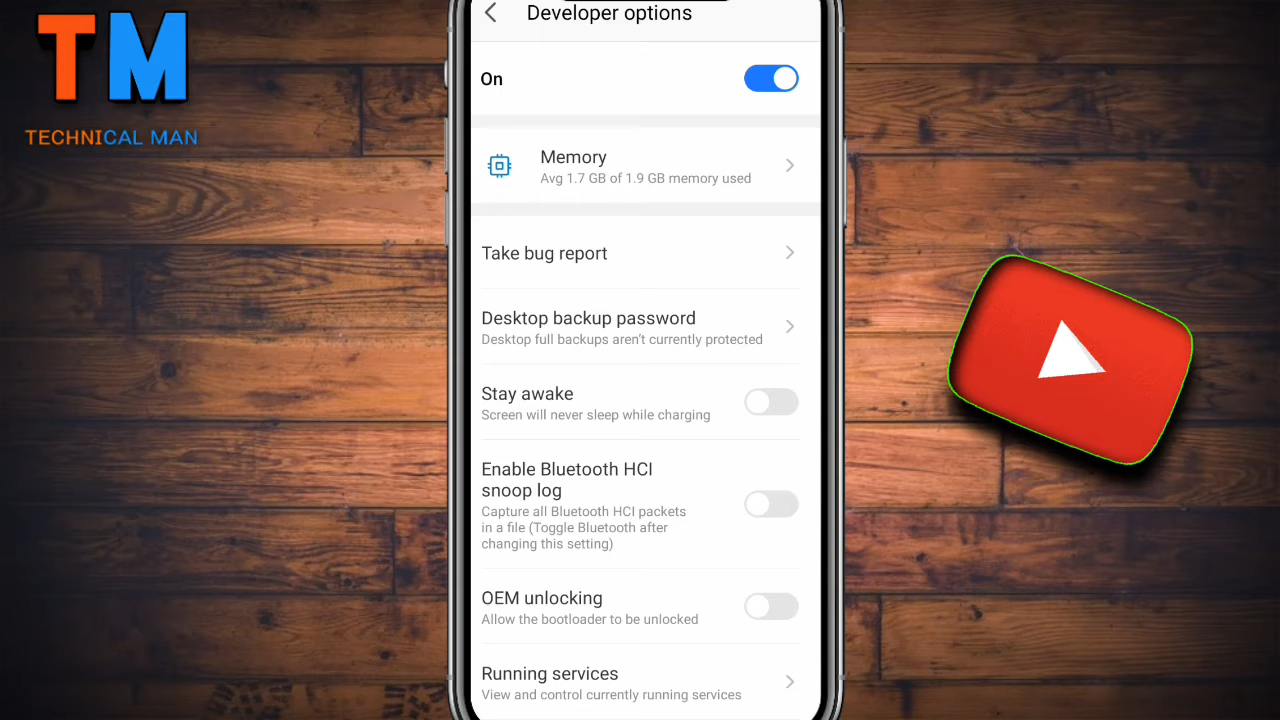 TM
TECHNICAL MAN
Developer options
On
Memory
Avg 1.7 GB of 1.9 GB memory used
Take bug report
Desktop backup password
Desktop full backups aren't currently protected
Stay awake
Screen will never sleep while charging
Enable Bluetooth HCI
snoop log
Capture all Bluetooth HCI packets
in a file (Toggle Bluetooth after
changing this setting)
OEM unlocking
Allow the bootloader to be unlocked
Running services
View and control currently running services